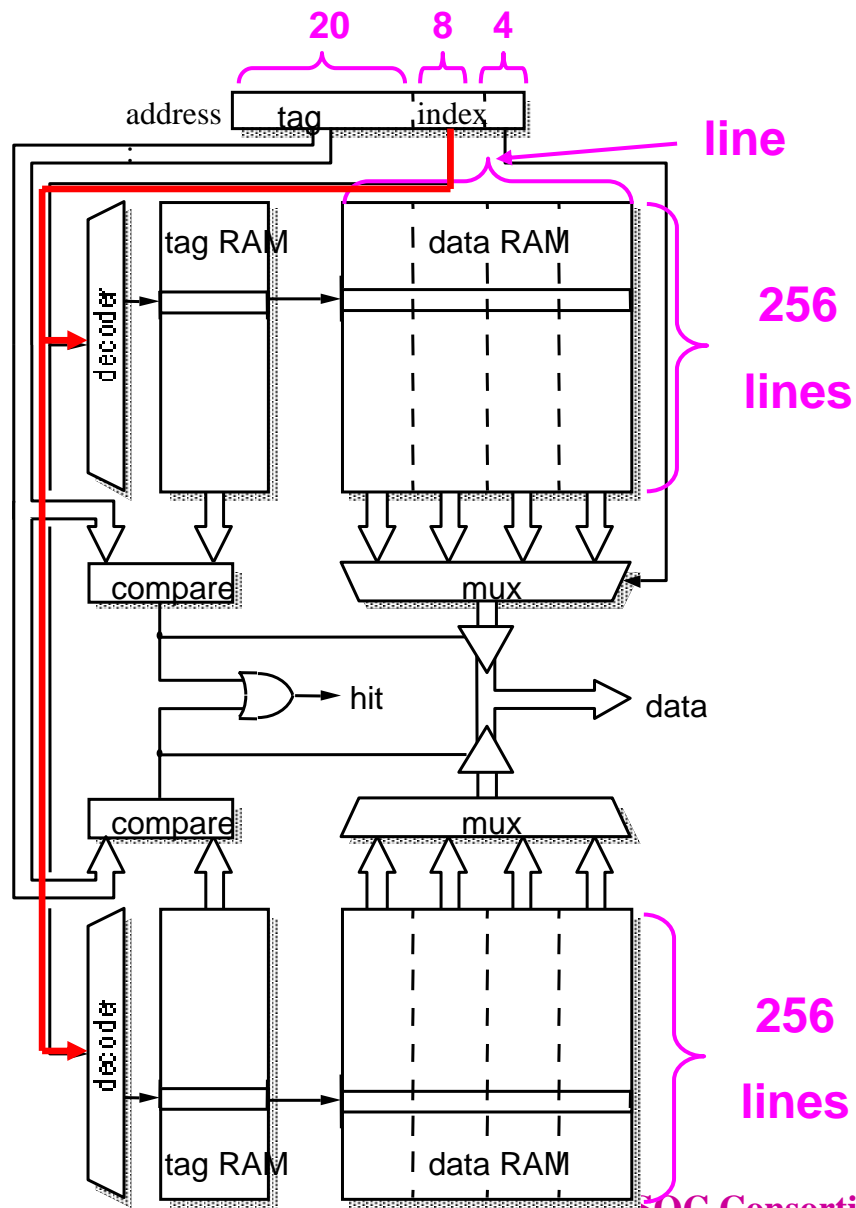 20 8 4
address tag index
line
tag RAM data RAM
decoder
256
lines
compare mux
hit
data
compare mux
decoder
256
lines
tag RAM data RAM
SOC